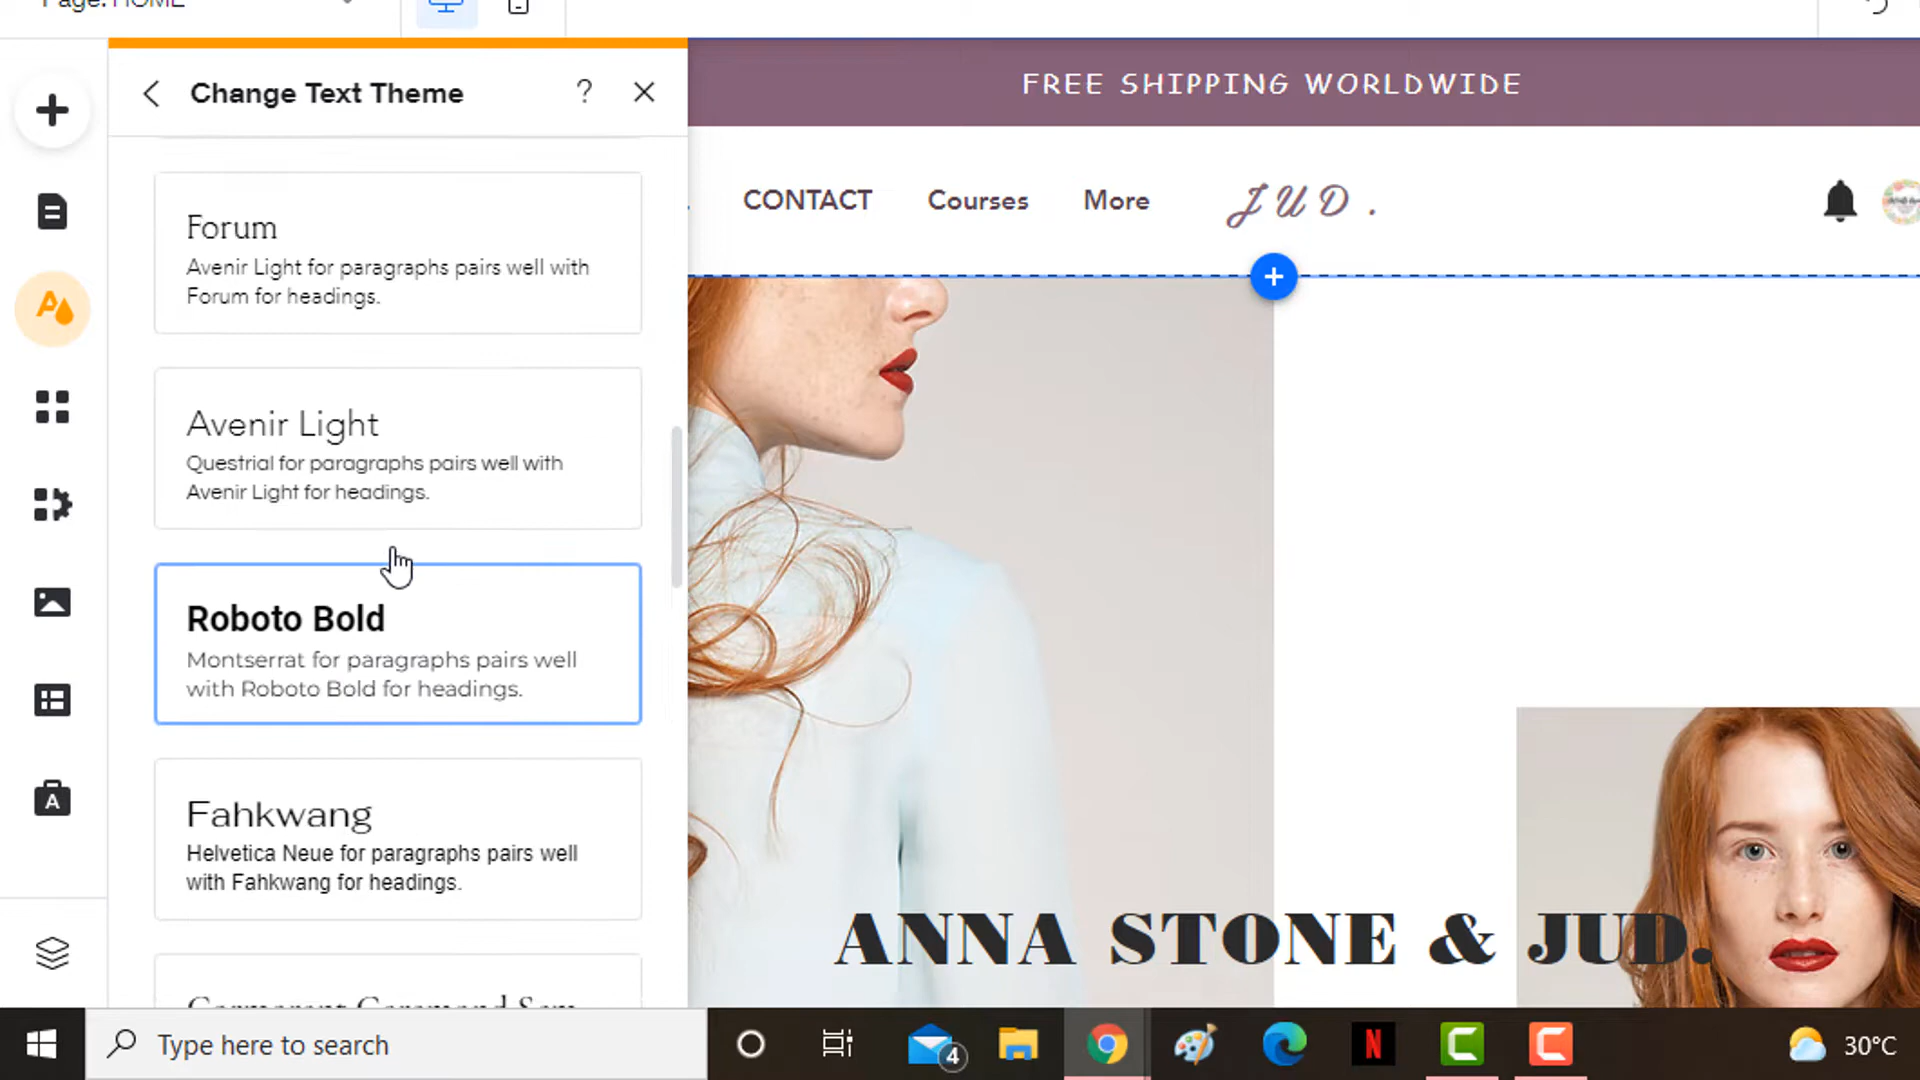 Page: HOME
Change Text Theme
?
FREE SHIPPING WORLDWIDE
CONTACT
Courses
More
JUD.
Forum
Avenir Light for paragraphs pairs well with
Forum for headings.
Avenir Light
Questrial for paragraphs pairs well with
Avenir Light for headings.
Roboto Bold
Montserrat for paragraphs pairs well
with Roboto Bold for headings.
Fahkwang
Helvetica Neue for paragraphs pairs well
with Fahkwang for headings.
ANNA STONE & JUD.
Type here to search
4
30°C